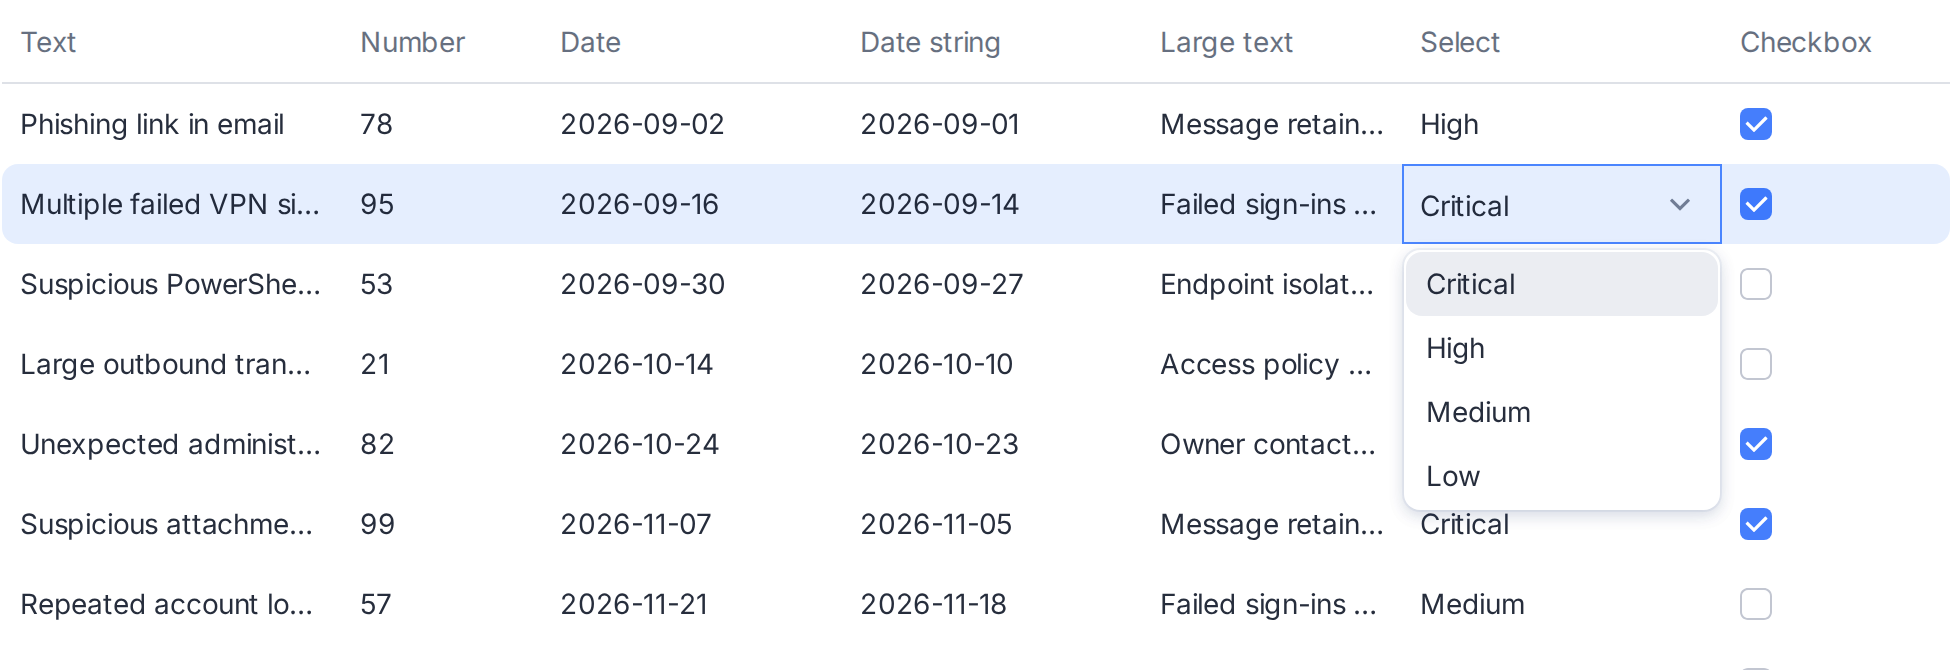 Text Number Date Date string Large text Select Checkbox
Phishing link in email 78 2026-09-02 2026-09-01 Message retain... High
Multiple failed VPN si... 95 2026-09-16 2026-09-14 Failed sign-ins ... Critical
Suspicious PowerShe... 53 2026-09-30 2026-09-27 Endpoint isolat... Critical
Large outbound tran... 21 2026-10-14 2026-10-10 Access policy ... High
Medium
Unexpected administ... 82 2026-10-24 2026-10-23 Owner contact...
Low
Suspicious attachme... 99 2026-11-07 2026-11-05 Message retain... Critical
Repeated account lo... 57 2026-11-21 2026-11-18 Failed sign-ins ... Medium